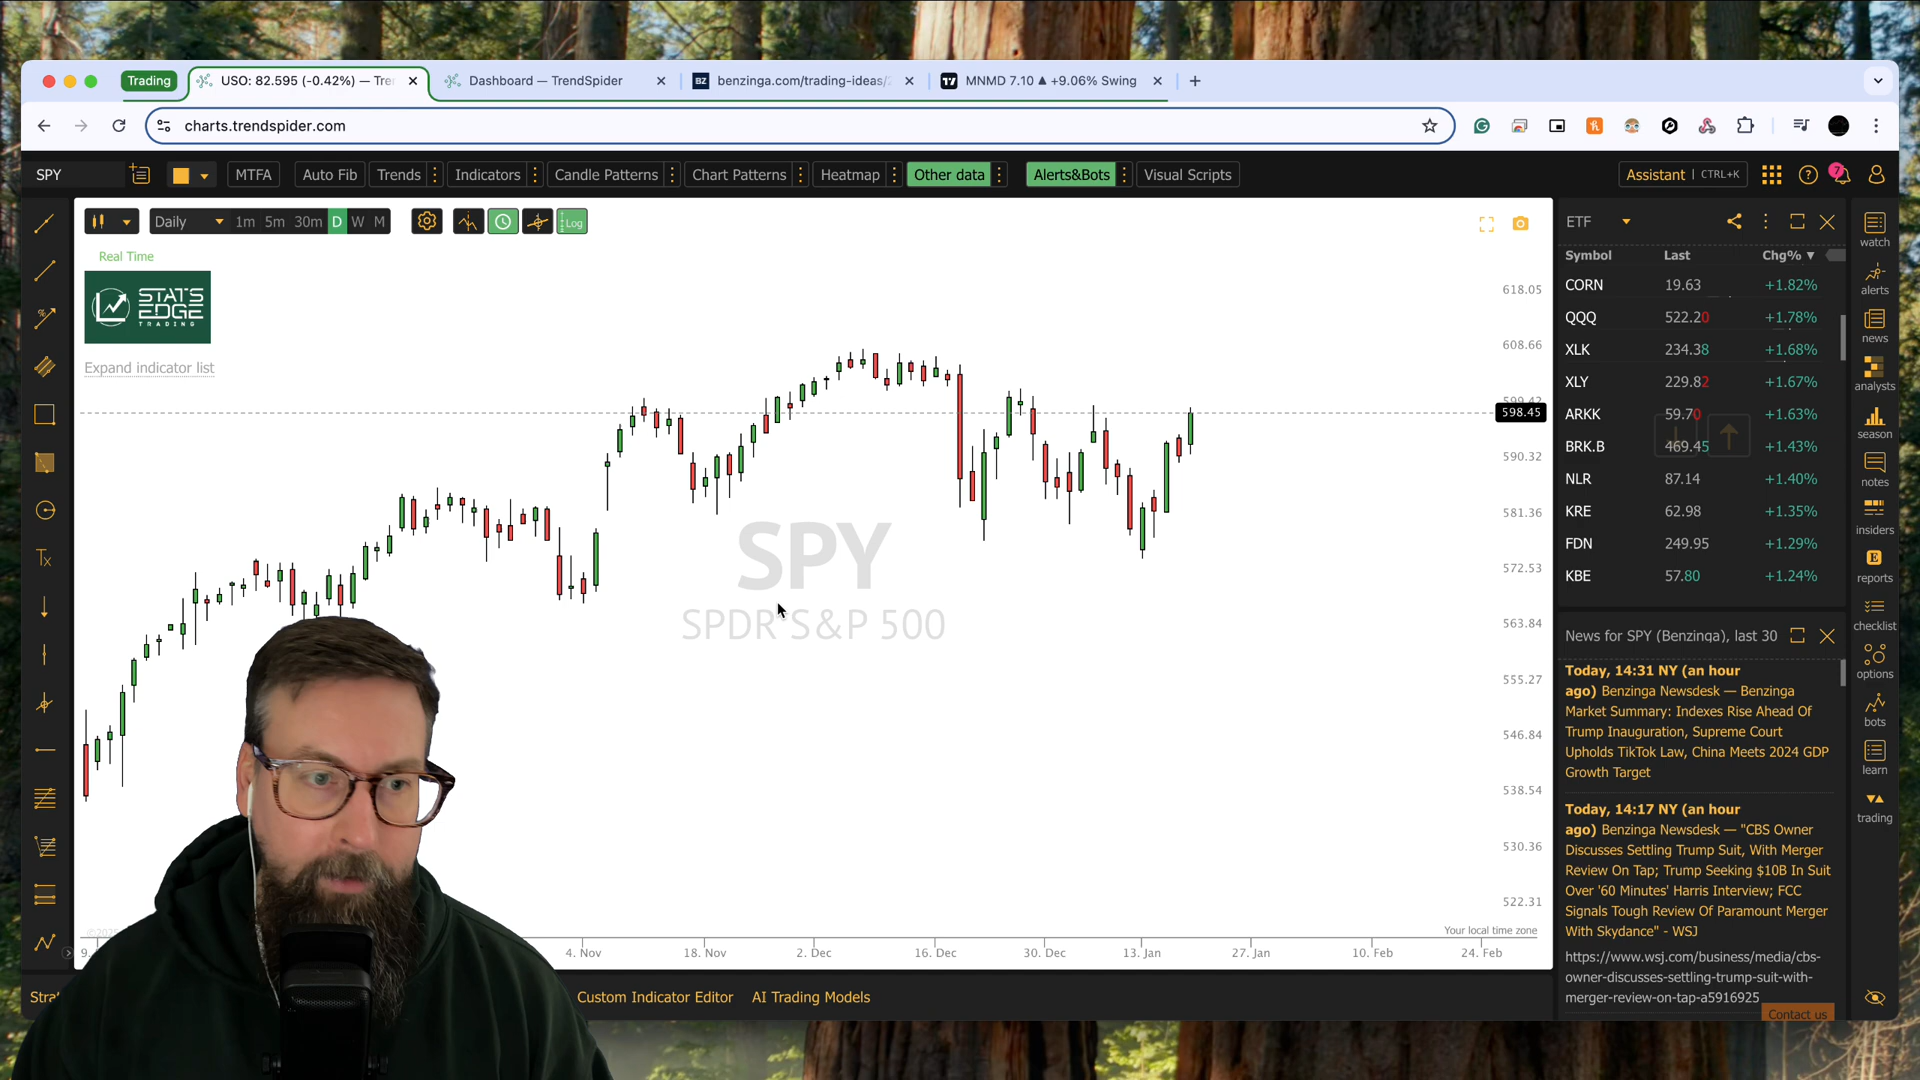 Trading
USO: 82.595 (-0.42%) — Tre
Dashboard — TrendSpider
benzinga.com/trading-ideas/
MNMD 7.10 ▲ +9.06% Swing
charts.trendspider.com
SPY
MTFA
Auto Fib
Trends
Indicators
Candle Patterns
Chart Patterns
Heatmap
Other data
Alerts&Bots
Visual Scripts
Assistant | CTRL+K
7
Daily
1m 5m 30m D W M
Log
Real Time
STATS
EDGE
TRADING
Expand indicator list
618.05
608.66
599.42
598.45
590.32
581.36
572.53
563.84
555.27
546.84
538.54
530.36
522.31
SPY
SPDR S&P 500
Your local time zone
9.
4. Nov
18. Nov
2. Dec
16. Dec
30. Dec
13. Jan
27. Jan
10. Feb
24. Feb
Custom Indicator Editor
AI Trading Models
ETF
Symbol Last Chg% ▼
CORN 19.63 +1.82%
QQQ 522.20 +1.78%
XLK 234.38 +1.68%
XLY 229.82 +1.67%
ARKK 59.70 +1.63%
BRK.B 469.45 +1.43%
NLR 87.14 +1.40%
KRE 62.98 +1.35%
FDN 249.95 +1.29%
KBE 57.80 +1.24%
News for SPY (Benzinga), last 30
Today, 14:31 NY (an hour
ago) Benzinga Newsdesk — Benzinga
Market Summary: Indexes Rise Ahead Of
Trump Inauguration, Supreme Court
Upholds TikTok Law, China Meets 2024 GDP
Growth Target
Today, 14:17 NY (an hour
ago) Benzinga Newsdesk — "CBS Owner
Discusses Settling Trump Suit, With Merger
Review On Tap; Trump Seeking $10B In Suit
Over '60 Minutes' Harris Interview; FCC
Signals Tough Review Of Paramount Merger
With Skydance" - WSJ
https://www.wsj.com/business/media/cbs-
owner-discusses-settling-trump-suit-with-
merger-review-on-tap-a5916925
Contact us
watch
alerts
news
analysts
season
notes
insiders
reports
checklist
options
bots
learn
trading